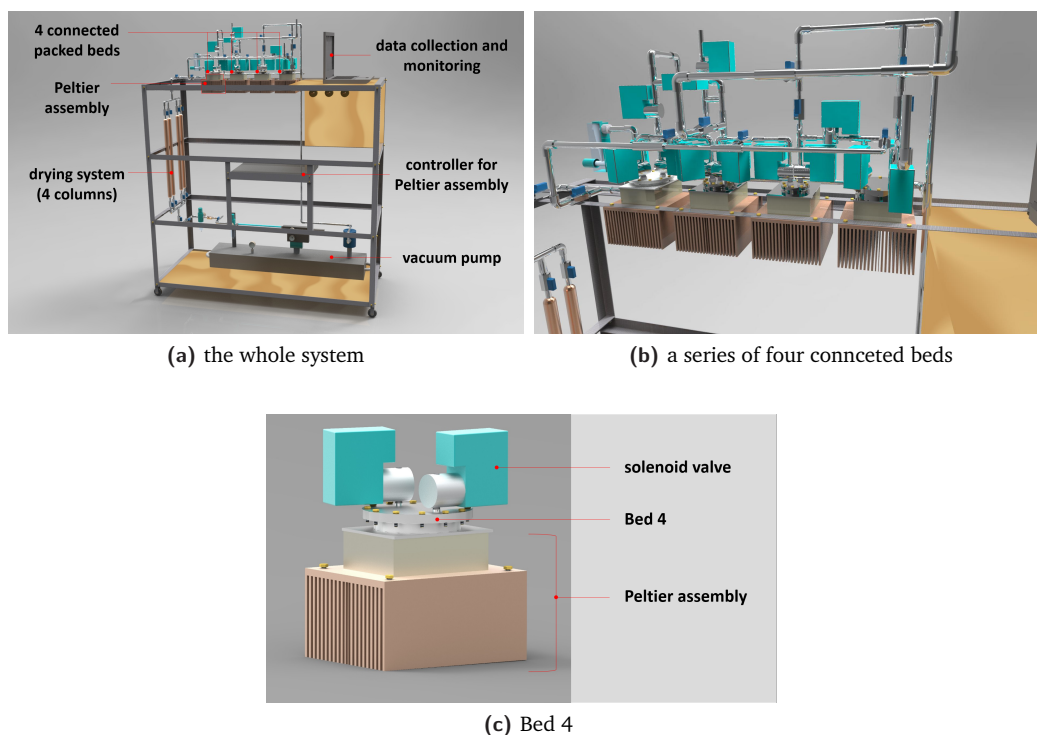 4 connected
packed beds
data collection and
monitoring
Peltier
assembly
drying system
(4 columns)
controller for
Peltier assembly
vacuum pump
(a) the whole system
(b) a series of four connceted beds
solenoid valve
Bed 4
Peltier assembly
(c) Bed 4